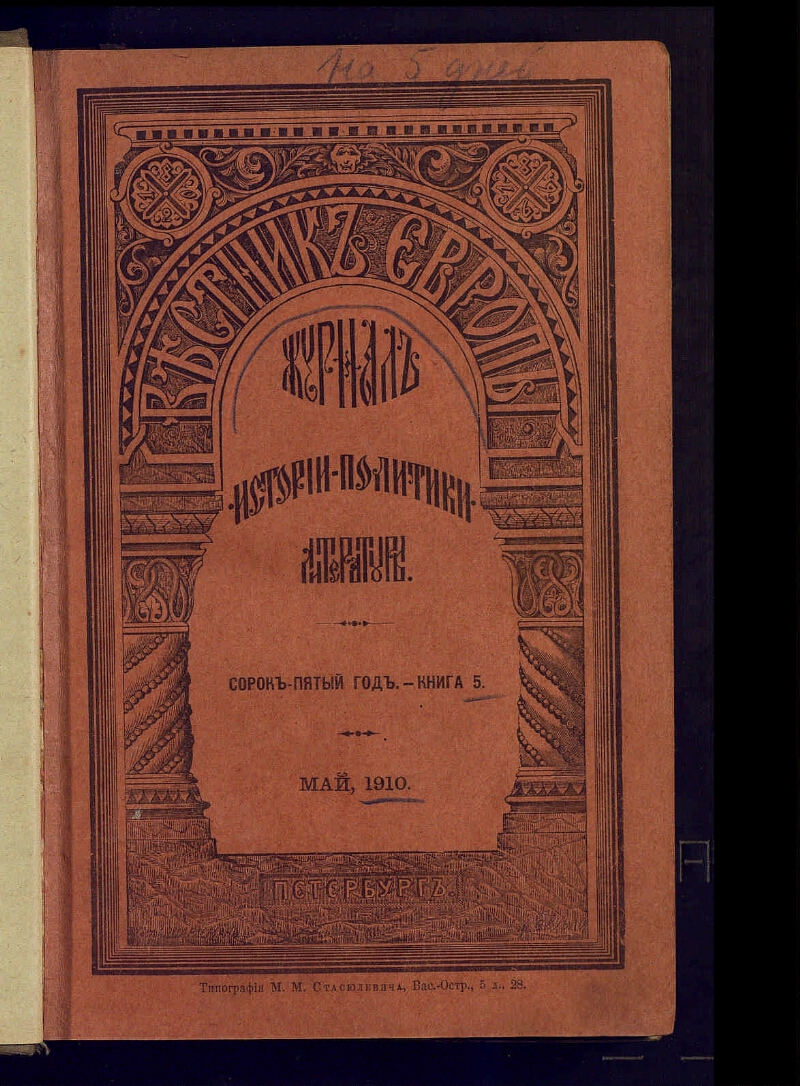 На 5 дней
ВѢСТНИКЪ ЕВРОПЫ
ЖУРНАЛЪ
ИСТОРІИ-ПОЛИТИКИ
ЛИТЕРАТУРЫ.
СОРОКЪ-ПЯТЫЙ ГОДЪ. — КНИГА 5.
МАЙ, 1910.
ПЕТЕРБУРГЪ.
Типографія М. М. Стасюлевича, Вас.-Остр., 5 л., 28.